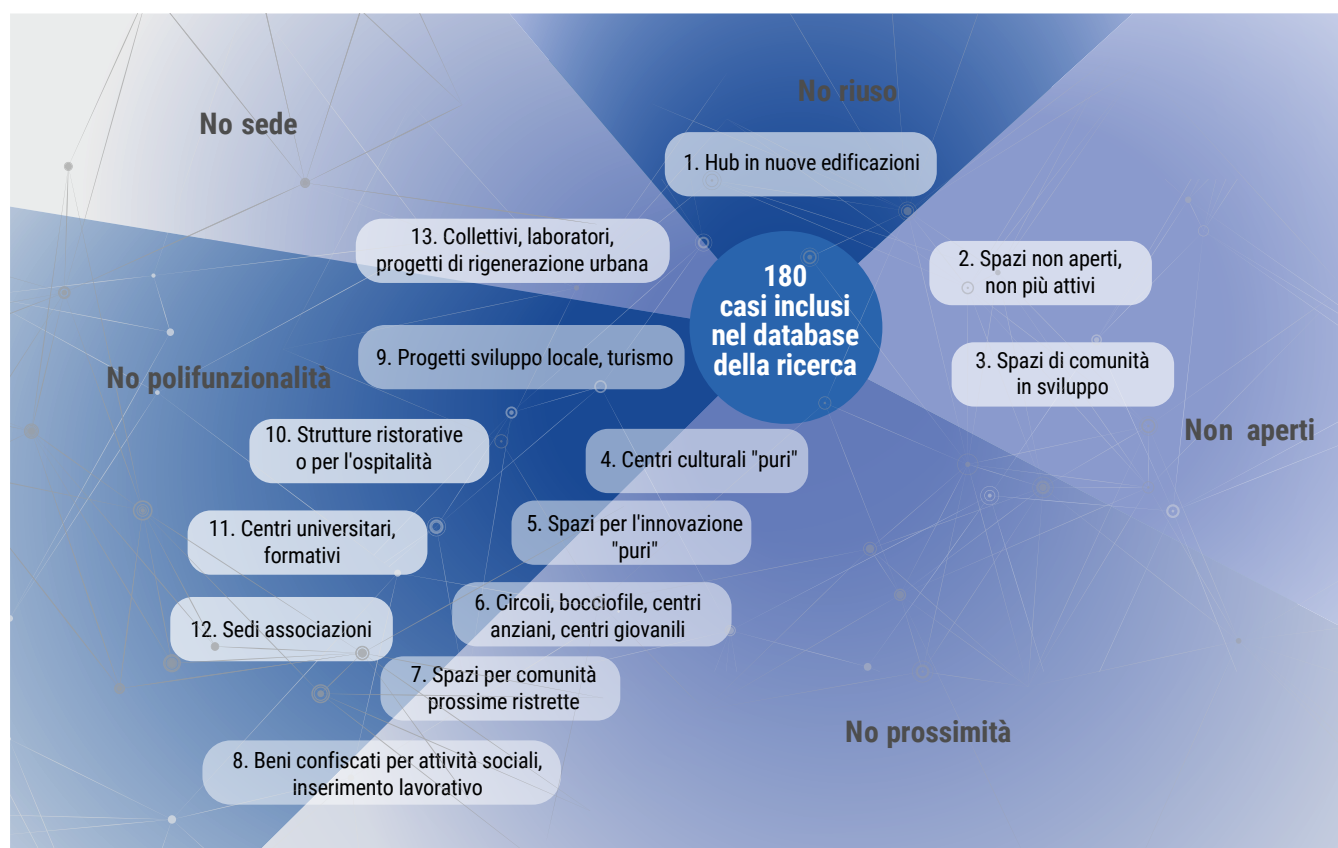 No riuso
No sede
1. Hub in nuove edificazioni
13. Collettivi, laboratori,
progetti di rigenerazione urbana
180
casi inclusi
nel database
della ricerca
2. Spazi non aperti,
non più attivi
3. Spazi di comunità
in sviluppo
Non aperti
9. Progetti sviluppo locale, turismo
No polifunzionalità
10. Strutture ristorative
o per l'ospitalità
4. Centri culturali "puri"
11. Centri universitari,
formativi
5. Spazi per l'innovazione
"puri"
12. Sedi associazioni
6. Circoli, bocciofile, centri
anziani, centri giovanili
7. Spazi per comunità
prossime ristrette
No prossimità
8. Beni confiscati per attività sociali,
inserimento lavorativo